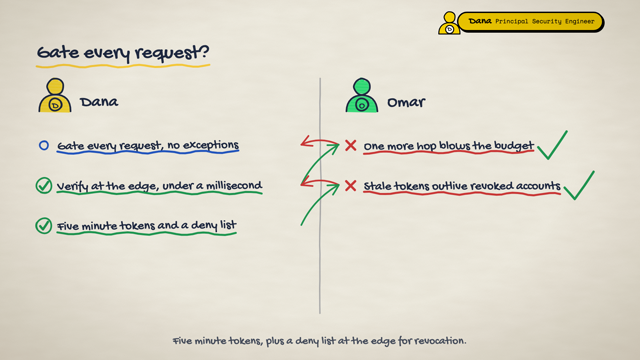 Dana Principal Security Engineer
D
Gate every request?
D
Dana
O
Omar
Gate every request, no exceptions
One more hop blows the budget
Verify at the edge, under a millisecond
Stale tokens outlive revoked accounts
Five minute tokens and a deny list
Five minute tokens, plus a deny list at the edge for revocation.